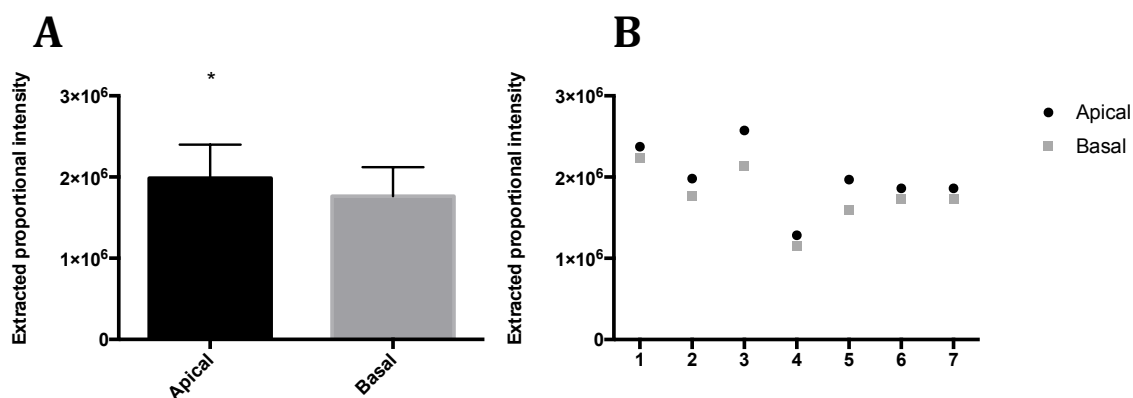 A
*
Extracted proportional intensity
3×10⁶
2×10⁶
1×10⁶
0
Apical
Basal
B
Extracted proportional intensity
3×10⁶
2×10⁶
1×10⁶
0
1 2 3 4 5 6 7
Apical
Basal